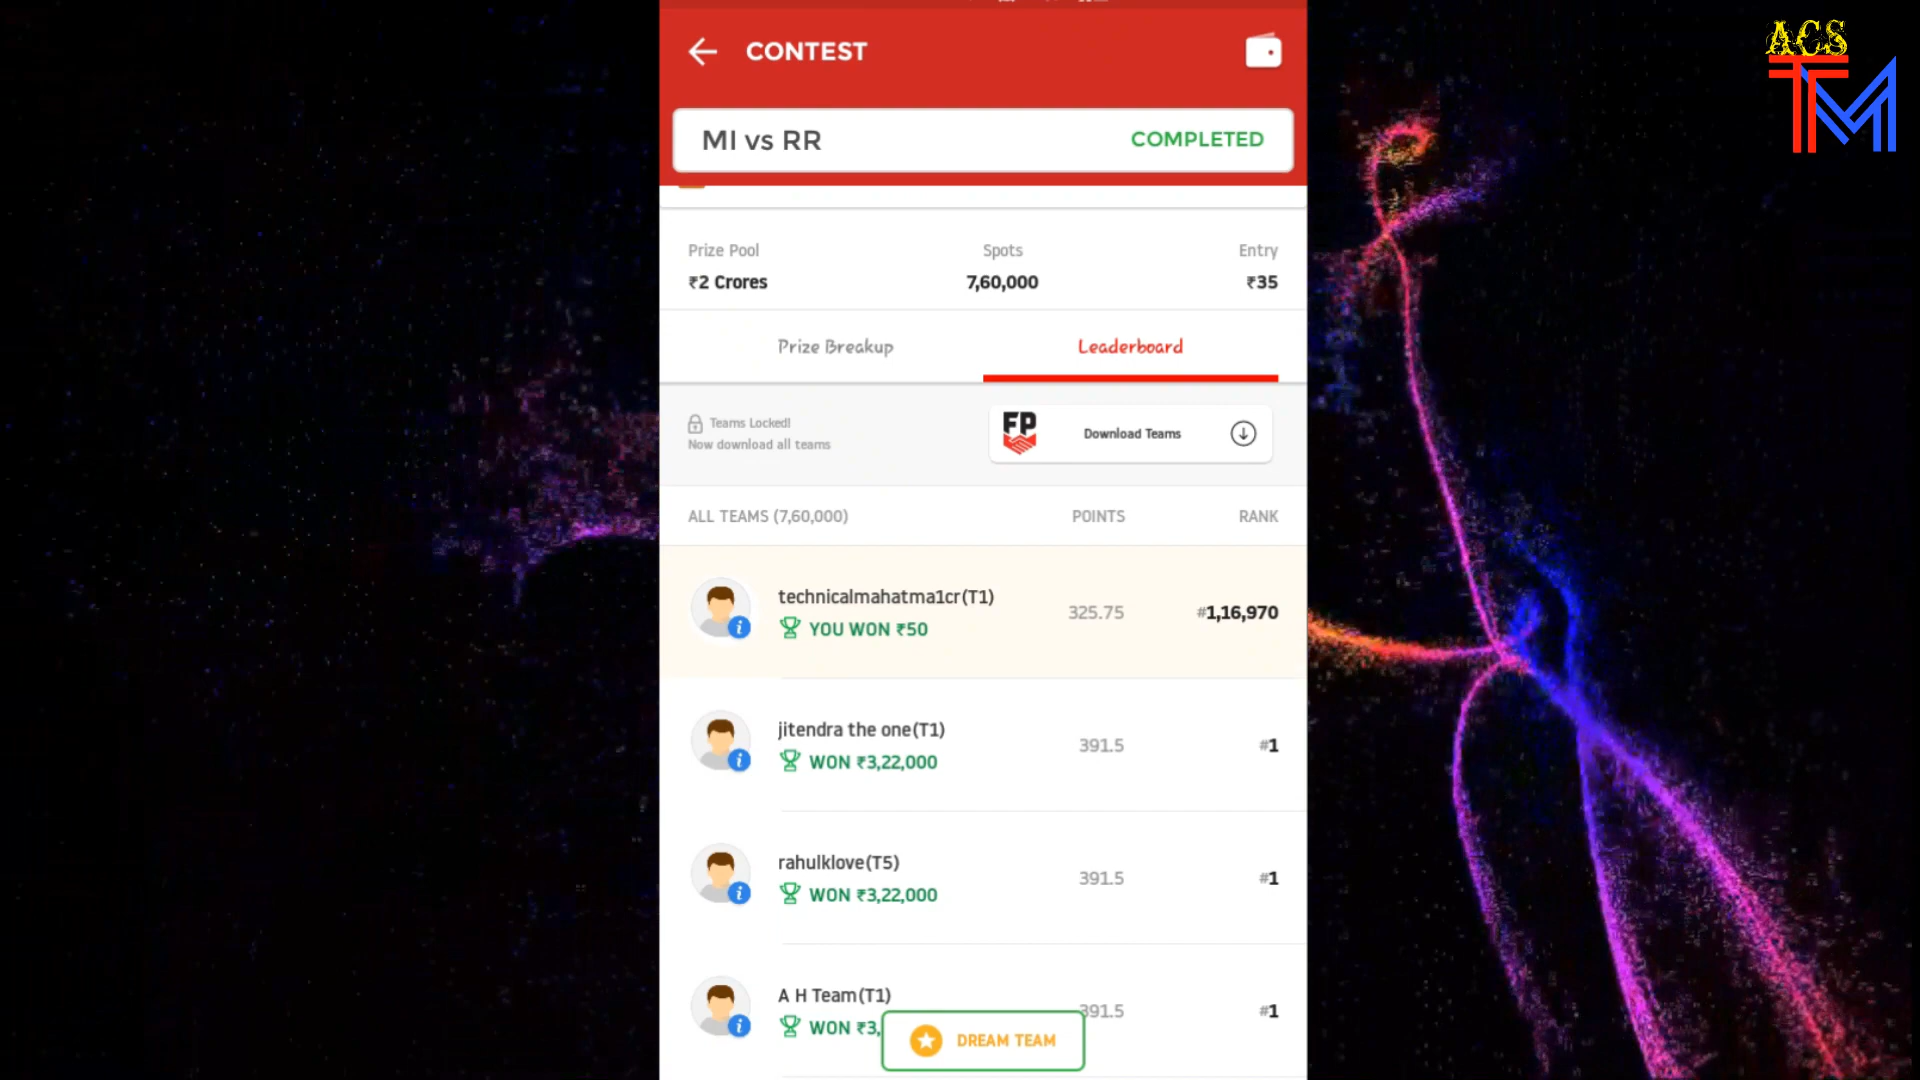 ACS
TM
CONTEST
MI vs RR
COMPLETED
Prize Pool
Spots
Entry
₹2 Crores
7,60,000
₹35
Prize Breakup
Leaderboard
Teams Locked!
Now download all teams
FP
Download Teams
ALL TEAMS (7,60,000)
POINTS
RANK
technicalmahatma1cr(T1)
YOU WON ₹50
325.75
#1,16,970
jitendra the one(T1)
WON ₹3,22,000
391.5
#1
rahulklove(T5)
WON ₹3,22,000
391.5
#1
A H Team(T1)
WON ₹3,
391.5
#1
DREAM TEAM